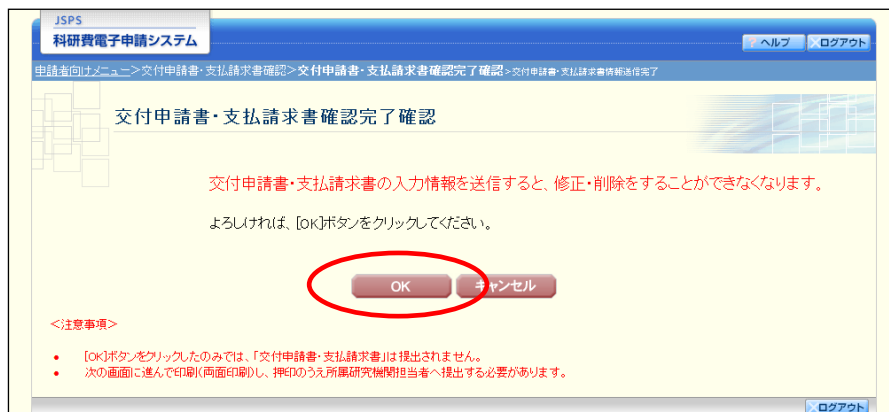 JSPS
科研費電子申請システム
? ヘルプ ログアウト
申請者向けメニュー>交付申請書・支払請求書確認>交付申請書・支払請求書確認完了確認>交付申請書・支払請求書情報送信完了
交付申請書・支払請求書確認完了確認
交付申請書・支払請求書の入力情報を送信すると、修正・削除をすることができなくなります。
よろしければ、[OK]ボタンをクリックしてください。
OK キャンセル
<注意事項>
• [OK]ボタンをクリックしたのみでは、「交付申請書・支払請求書」は提出されません。
• 次の画面に進んで印刷(両面印刷)し、押印のうえ所属研究機関担当者へ提出する必要があります。
ログアウト